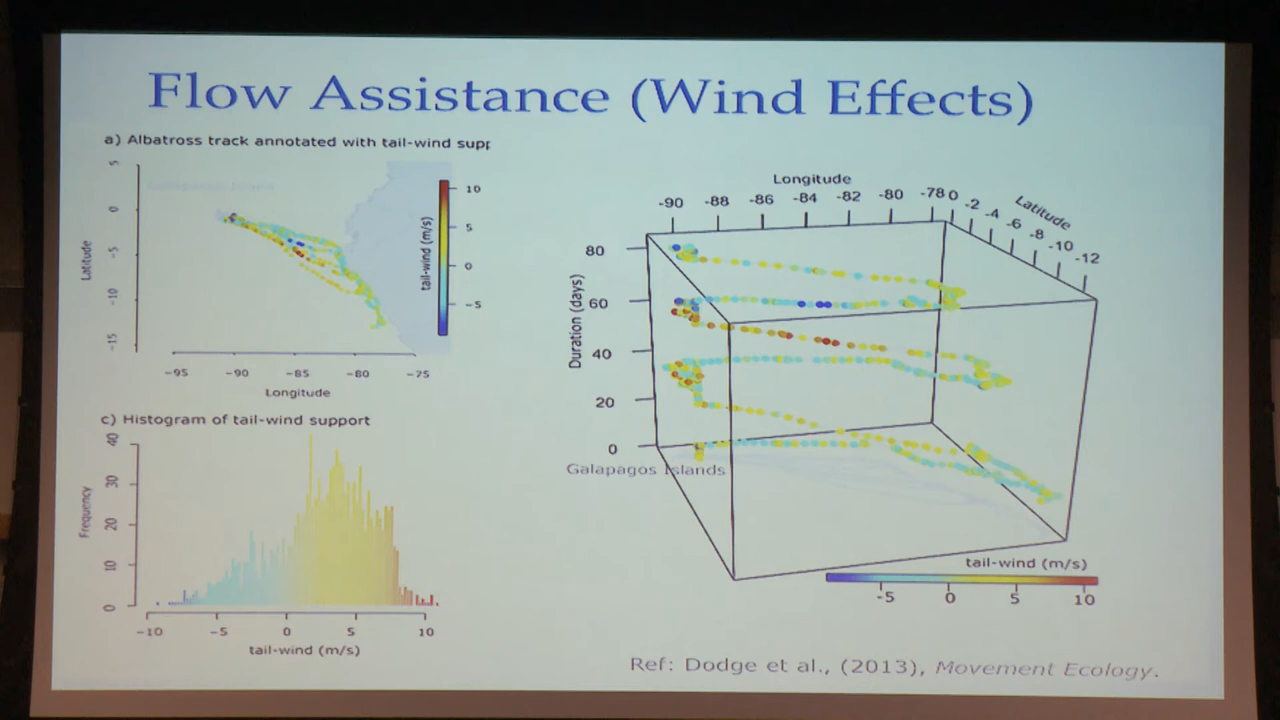 Flow Assistance (Wind Effects)
a) Albatross track annotated with tail-wind supp
5
0
-5
-10
-15
Latitude
-95 -90 -85 -80 -75
Longitude
10
5
0
-5
tail-wind (m/s)
c) Histogram of tail-wind support
40
30
20
10
0
Frequency
-10 -5 0 5 10
tail-wind (m/s)
Longitude
-90 -88 -86 -84 -82 -80 -78
Latitude
0 -2 -4 -6 -8 -10 -12
80
60
40
20
0
Duration (days)
Galapagos Islands
tail-wind (m/s)
-5 0 5 10
Ref: Dodge et al., (2013), Movement Ecology.